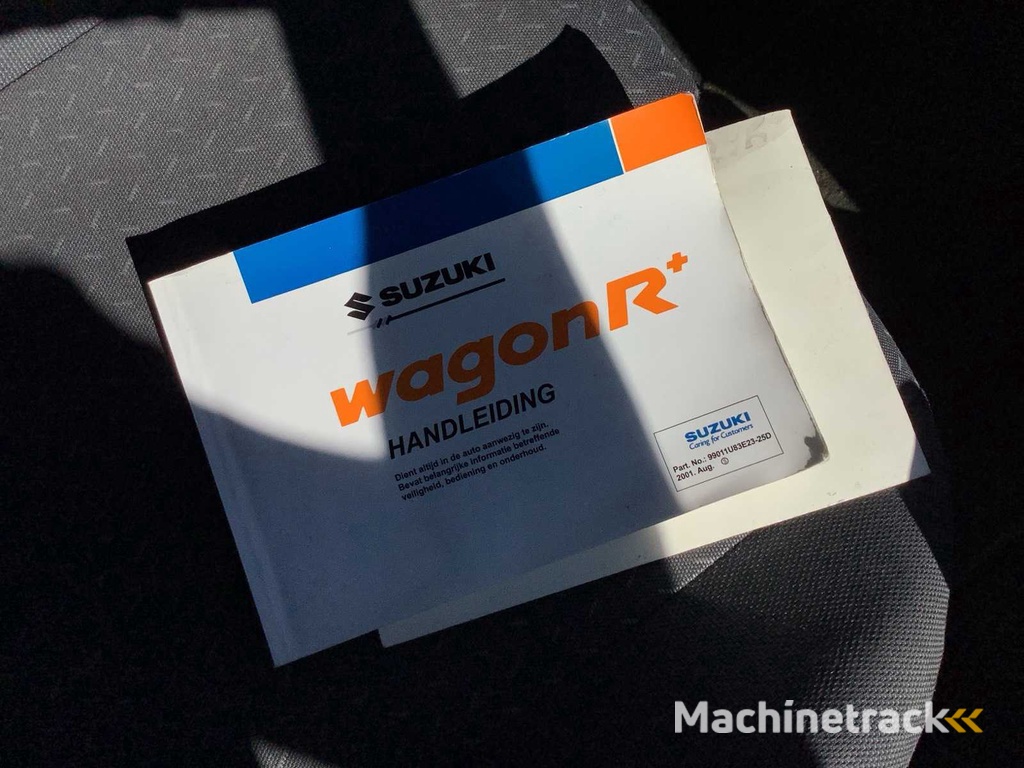 SUZUKI
wagonR+
HANDLEIDING
Dient altijd in de auto aanwezig te zijn.
Bevat belangrijke informatie betreffende
veiligheid, bediening en onderhoud.
SUZUKI
Caring for Customers
Part. No.: 99011U83E23-25D
2001. Aug.
Machinetrack